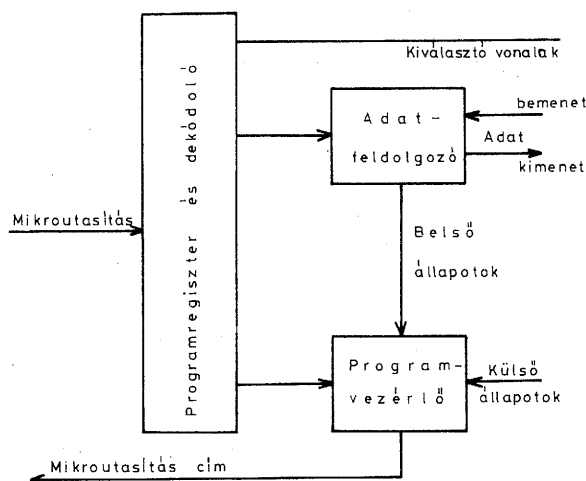 Kiválasztó vonalak
Adat-
feldolgozó
bemenet
Adat
kimenet
Mikroutasítás
Programregiszter és dekódoló
Belső
állapotok
Program-
vezérlő
Külső
állapotok
Mikroutasítás cím